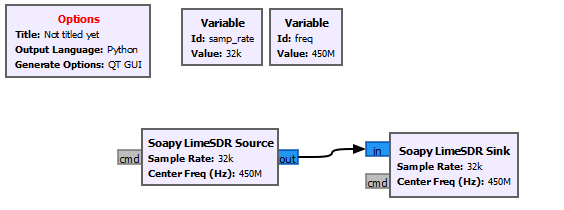 Options
Title: Not titled yet
Output Language: Python
Generate Options: QT GUI
Variable
Id: samp_rate
Value: 32k
Variable
Id: freq
Value: 450M
Soapy LimeSDR Source
Sample Rate: 32k
Center Freq (Hz): 450M
cmd
out
in
cmd
Soapy LimeSDR Sink
Sample Rate: 32k
Center Freq (Hz): 450M